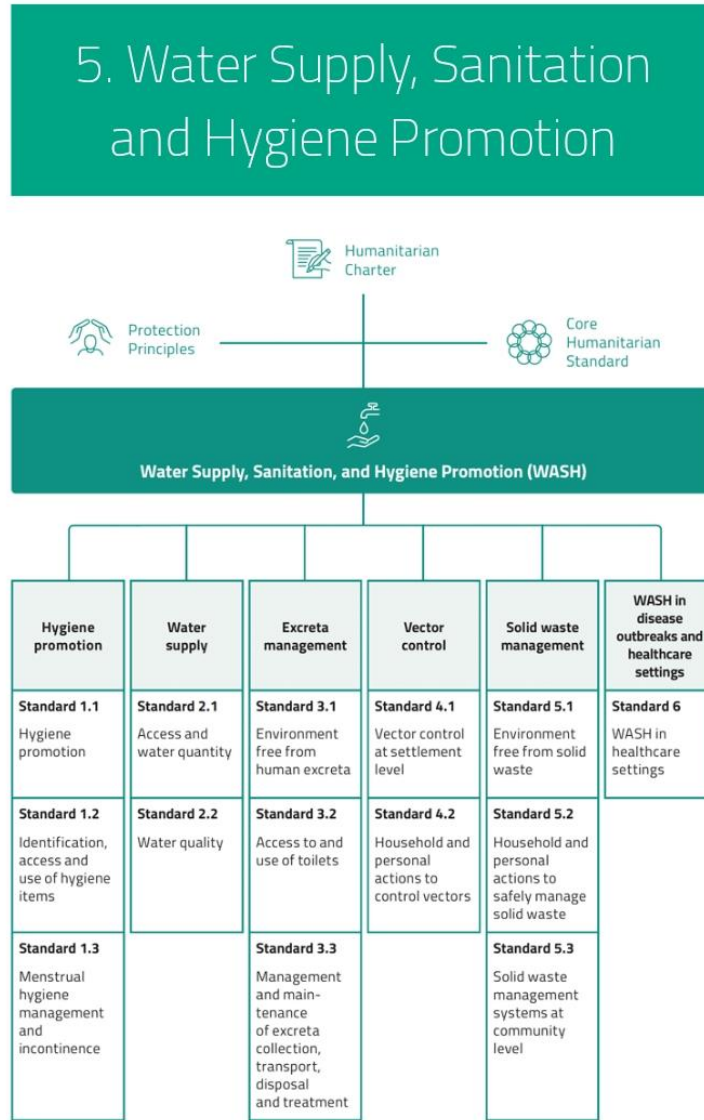 5. Water Supply, Sanitation
and Hygiene Promotion
Humanitarian
Charter
Protection
Principles
Core
Humanitarian
Standard
Water Supply, Sanitation, and Hygiene Promotion (WASH)
Hygiene
promotion
Water
supply
Excreta
management
Vector
control
Solid waste
management
WASH in
disease
outbreaks and
healthcare
settings
Standard 1.1
Hygiene
promotion
Standard 2.1
Access and
water quantity
Standard 3.1
Environment
free from
human excreta
Standard 4.1
Vector control
at settlement
level
Standard 5.1
Environment
free from solid
waste
Standard 6
WASH in
healthcare
settings
Standard 1.2
Identification,
access and
use of hygiene
items
Standard 2.2
Water quality
Standard 3.2
Access to and
use of toilets
Standard 4.2
Household and
personal
actions to
control vectors
Standard 5.2
Household and
personal
actions to
safely manage
solid waste
Standard 1.3
Menstrual
hygiene
management
and
incontinence
Standard 3.3
Management
and main-
tenance
of excreta
collection,
transport,
disposal
and treatment
Standard 5.3
Solid waste
management
systems at
community
level